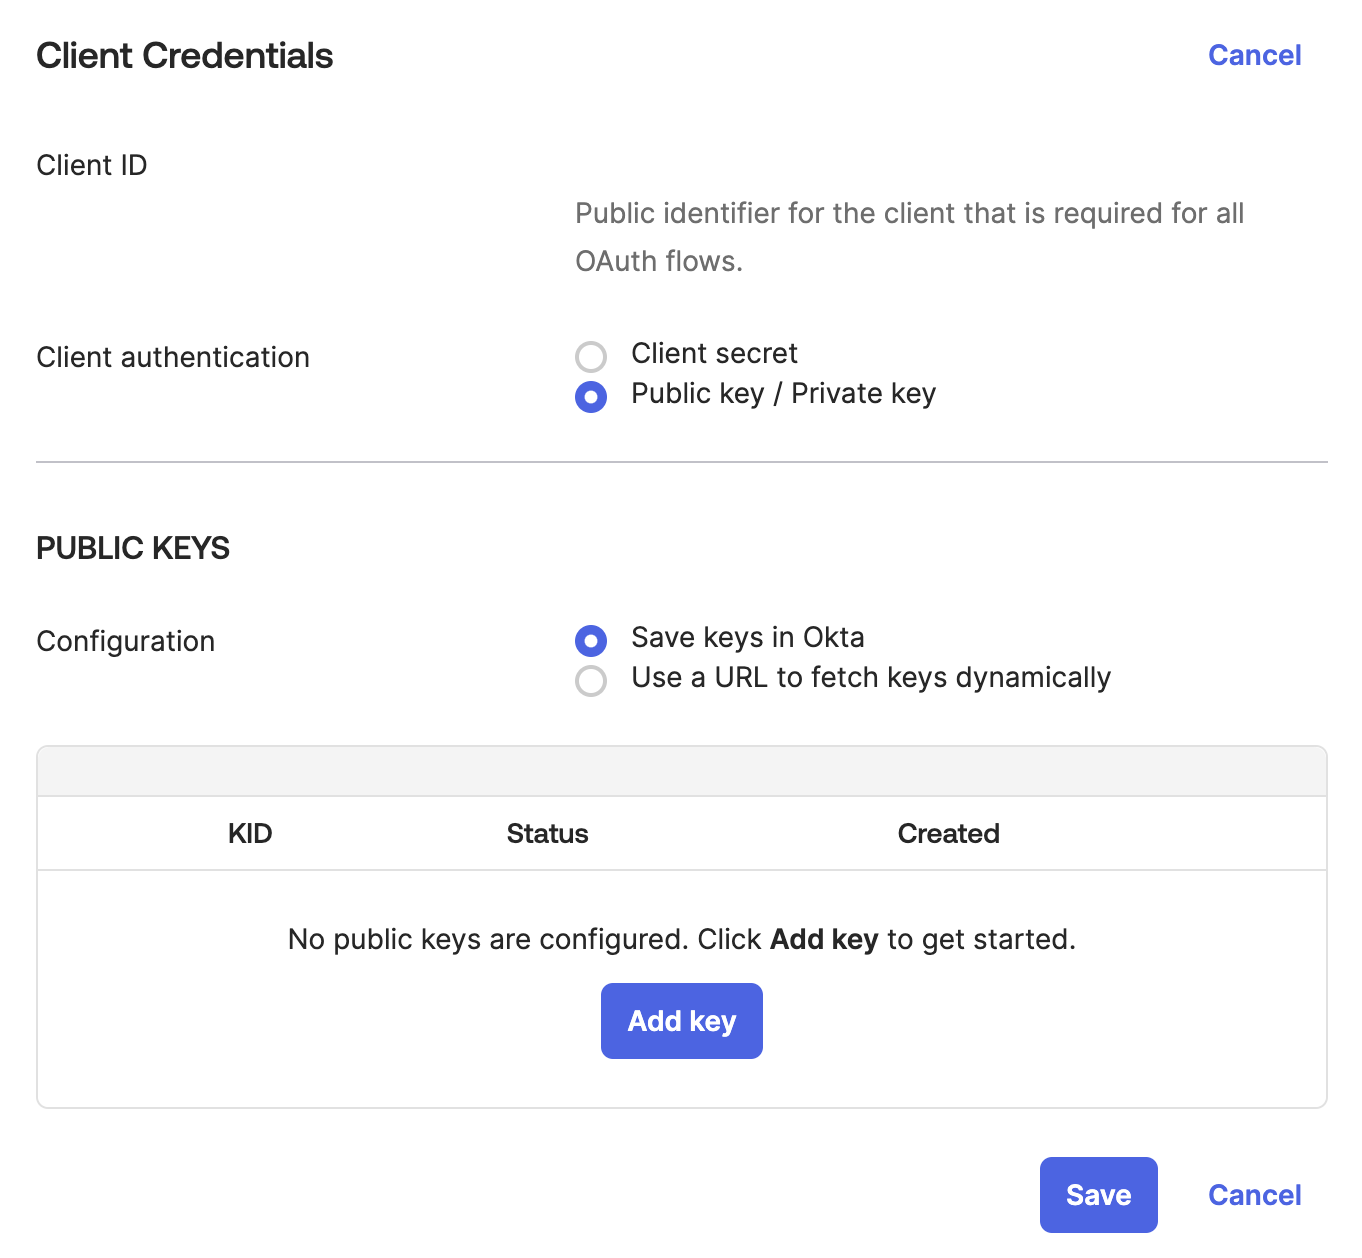 Client Credentials
Cancel
Client ID
Public identifier for the client that is required for all
OAuth flows.
Client authentication
Client secret
Public key / Private key
PUBLIC KEYS
Configuration
Save keys in Okta
Use a URL to fetch keys dynamically
KID Status Created
No public keys are configured. Click Add key to get started.
Add key
Save
Cancel